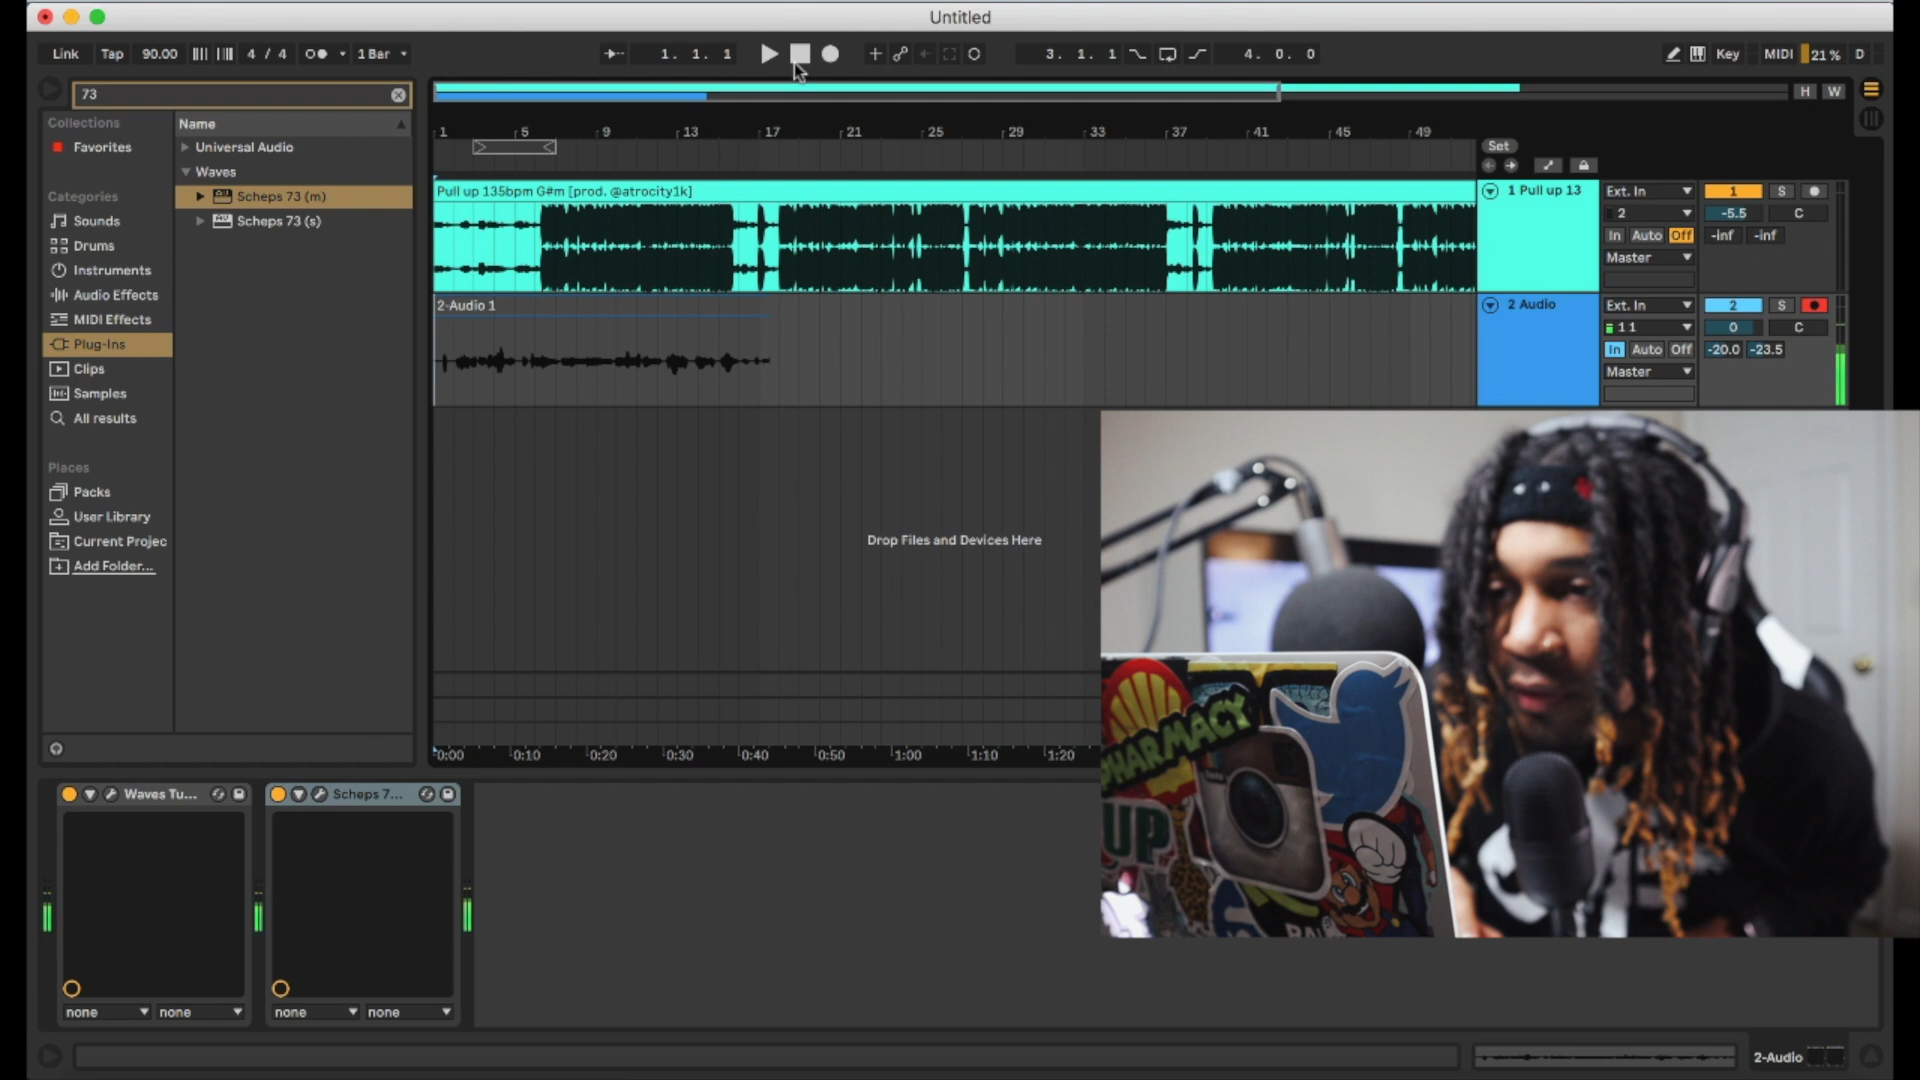 Untitled
Link Tap 90.00 4 / 4 1 Bar 1. 1. 1 3. 1. 1 4. 0. 0 Key MIDI 21 % D
73
H W
Collections
Name
1 5 9 13 17 21 25 29 33 37 41 45 49
Favorites
Universal Audio
Set
Waves
Categories
Scheps 73 (m)
Pull up 135bpm G#m [prod. @atrocity1k]
1 Pull up 13
Ext. In
1 S
Sounds
Scheps 73 (s)
2
-5.5 C
Drums
In Auto Off
-inf -inf
Instruments
Master
Audio Effects
2-Audio 1
2 Audio
Ext. In
2 S
MIDI Effects
1 1
0 C
Plug-Ins
In Auto Off
-20.0 -23.5
Clips
Master
Samples
All results
Places
Packs
User Library
Current Projec
Drop Files and Devices Here
Add Folder...
PHARMACY
UP
0:00 0:10 0:20 0:30 0:40 0:50 1:00 1:10 1:20
Waves Tu... Scheps 7...
none none none none
2-Audio